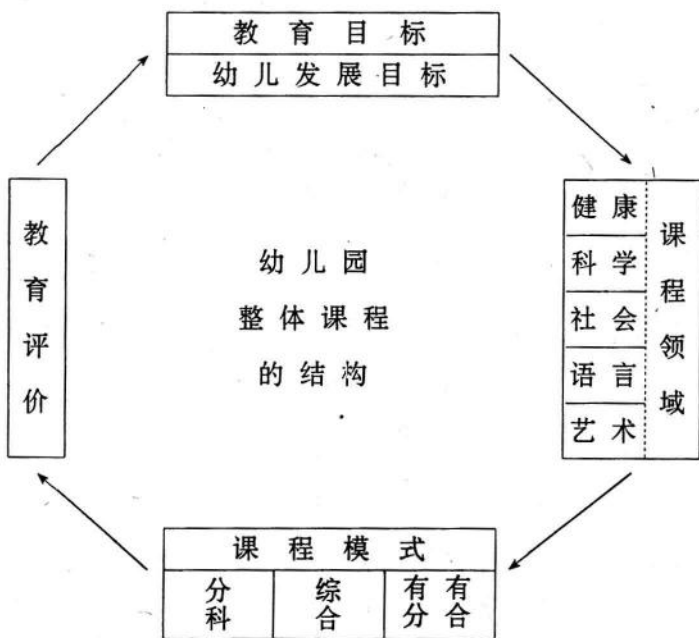 教育目标
幼儿发展目标
教育评价
幼儿园
整体课程
的结构
健康
科学
社会
语言
艺术
课程领域
课程模式
分科
综合
有分有合